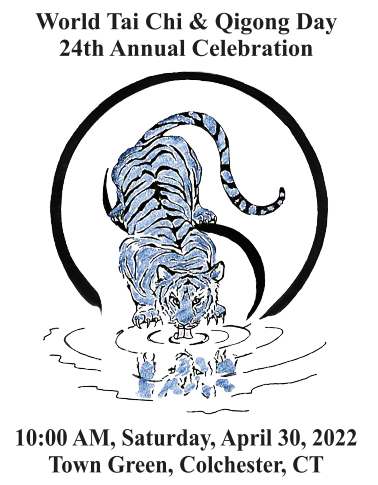 World Tai Chi & Qigong Day
24th Annual Celebration
10:00 AM, Saturday, April 30, 2022
Town Green, Colchester, CT